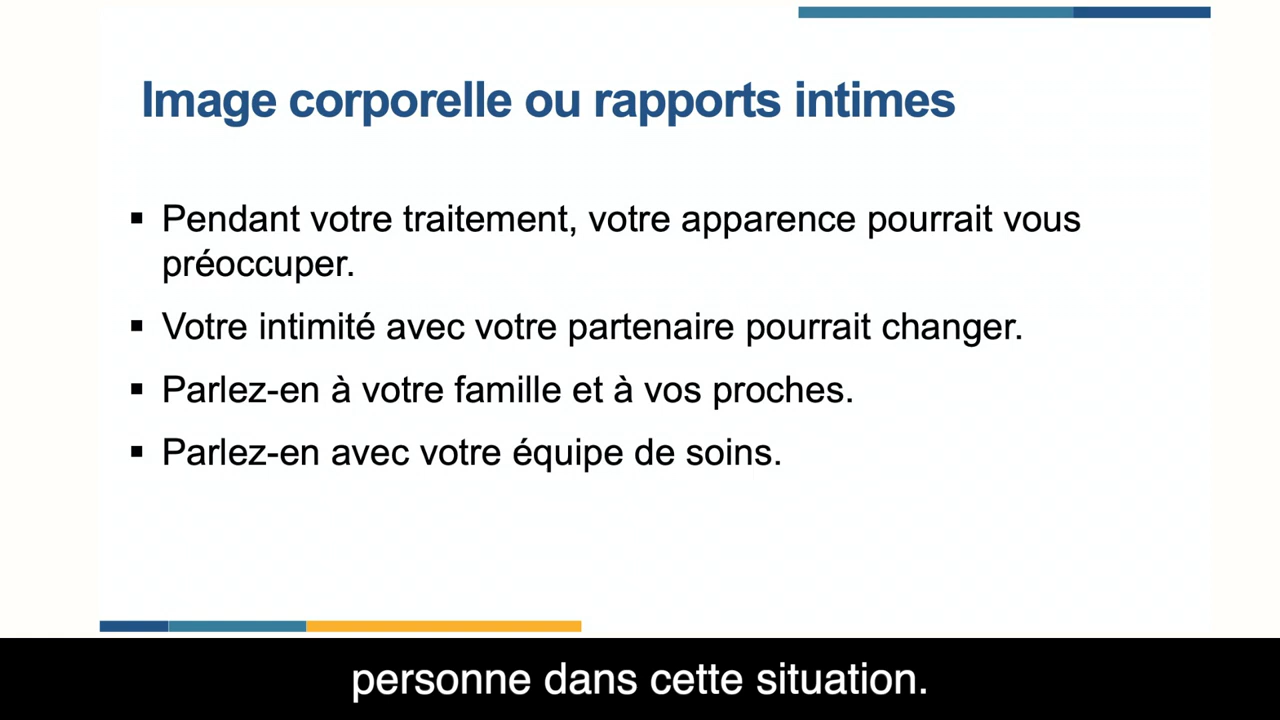 Image corporelle ou rapports intimes
▪ Pendant votre traitement, votre apparence pourrait vous
préoccuper.
▪ Votre intimité avec votre partenaire pourrait changer.
▪ Parlez-en à votre famille et à vos proches.
▪ Parlez-en avec votre équipe de soins.
personne dans cette situation.